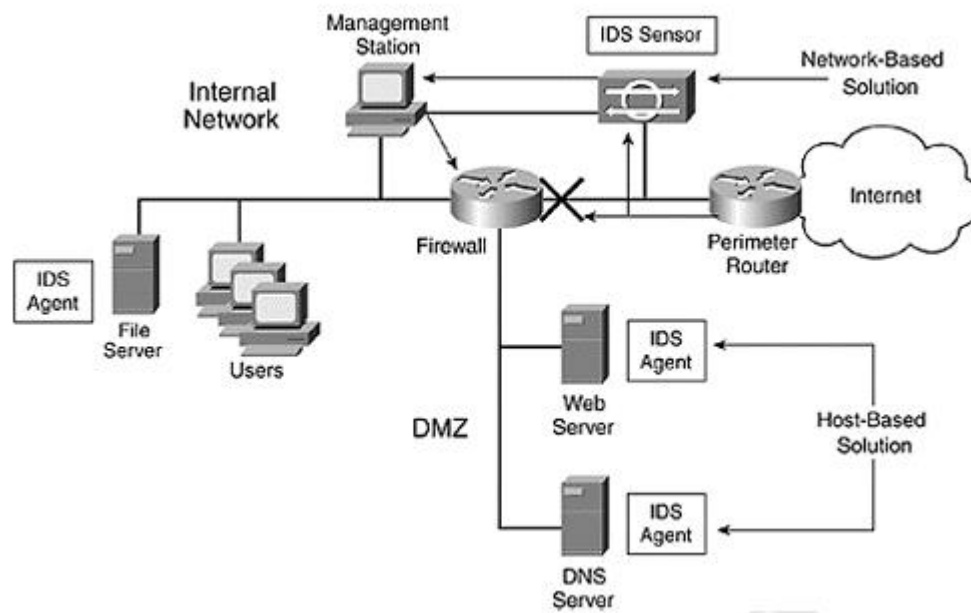 Management
Station
IDS Sensor
Network-Based
Solution
Internal
Network
Internet
Firewall
Perimeter
Router
IDS
Agent
File
Server
Users
IDS
Agent
Web
Server
DMZ
Host-Based
Solution
IDS
Agent
DNS
Server